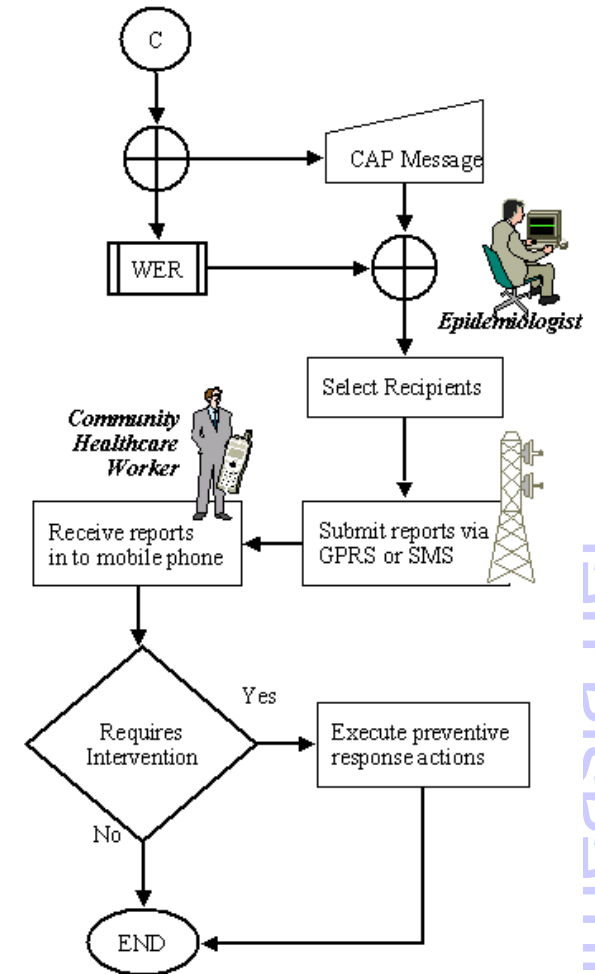 C
CAP Message
WER
Epidemiologist
Select Recipients
Community
Healthcare
Worker
Receive reports
in to mobile phone
Submit reports via
GPRS or SMS
Requires
Intervention
Yes
Execute preventive
response actions
No
END